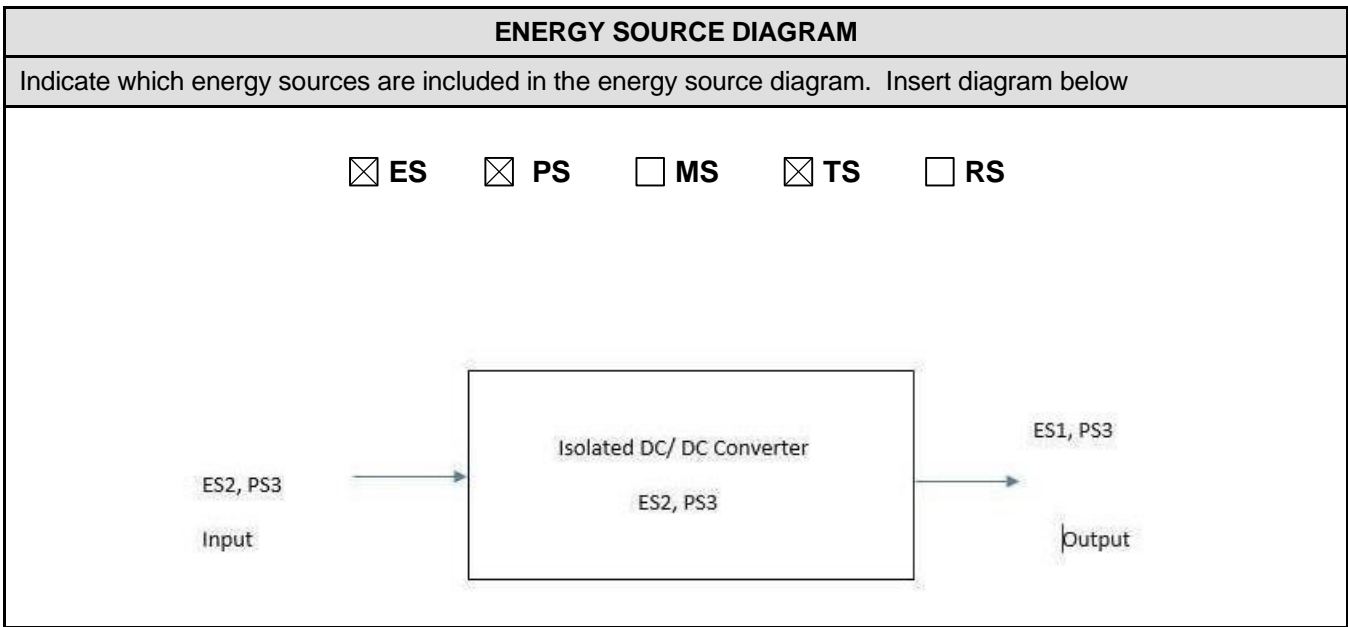 ENERGY SOURCE DIAGRAM
Indicate which energy sources are included in the energy source diagram. Insert diagram below
☒ ES ☒ PS ☐ MS ☒ TS ☐ RS
Isolated DC/ DC Converter
ES2, PS3
ES2, PS3
Input
ES1, PS3
Output